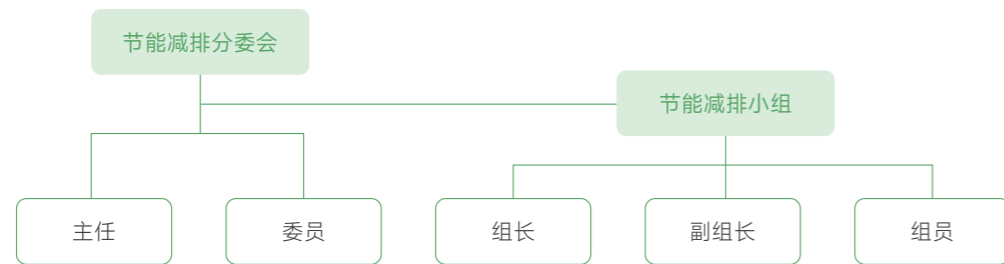 节能减排分委会
节能减排小组
主任
委员
组长
副组长
组员